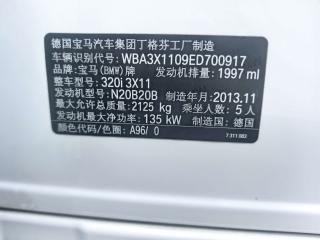 德国宝马汽车集团丁格芬工厂制造
车辆识别代号: WBA3X1109ED700917
品牌: 宝马(BMW)牌 发动机排量: 1997 ml
整车型号: 320i 3X11
发动机型号: N20B20B 制造年月: 2013.11
最大允许总质量: 2125 kg 乘坐人数: 5 人
发动机最大净功率: 135 kW 制造国: 德国
颜色/色标代码: A96/ 0
7 311 083